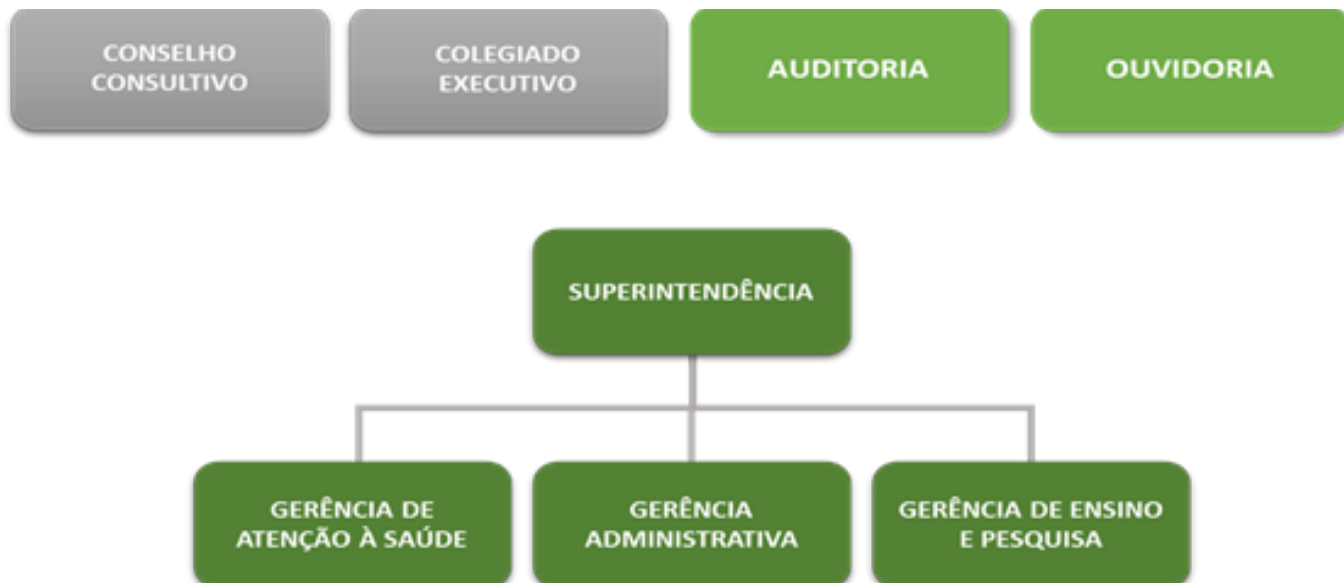 CONSELHO
CONSULTIVO
COLEGIADO
EXECUTIVO
AUDITORIA
OUVIDORIA
SUPERINTENDÊNCIA
GERÊNCIA DE
ATENÇÃO À SAÚDE
GERÊNCIA
ADMINISTRATIVA
GERÊNCIA DE ENSINO
E PESQUISA